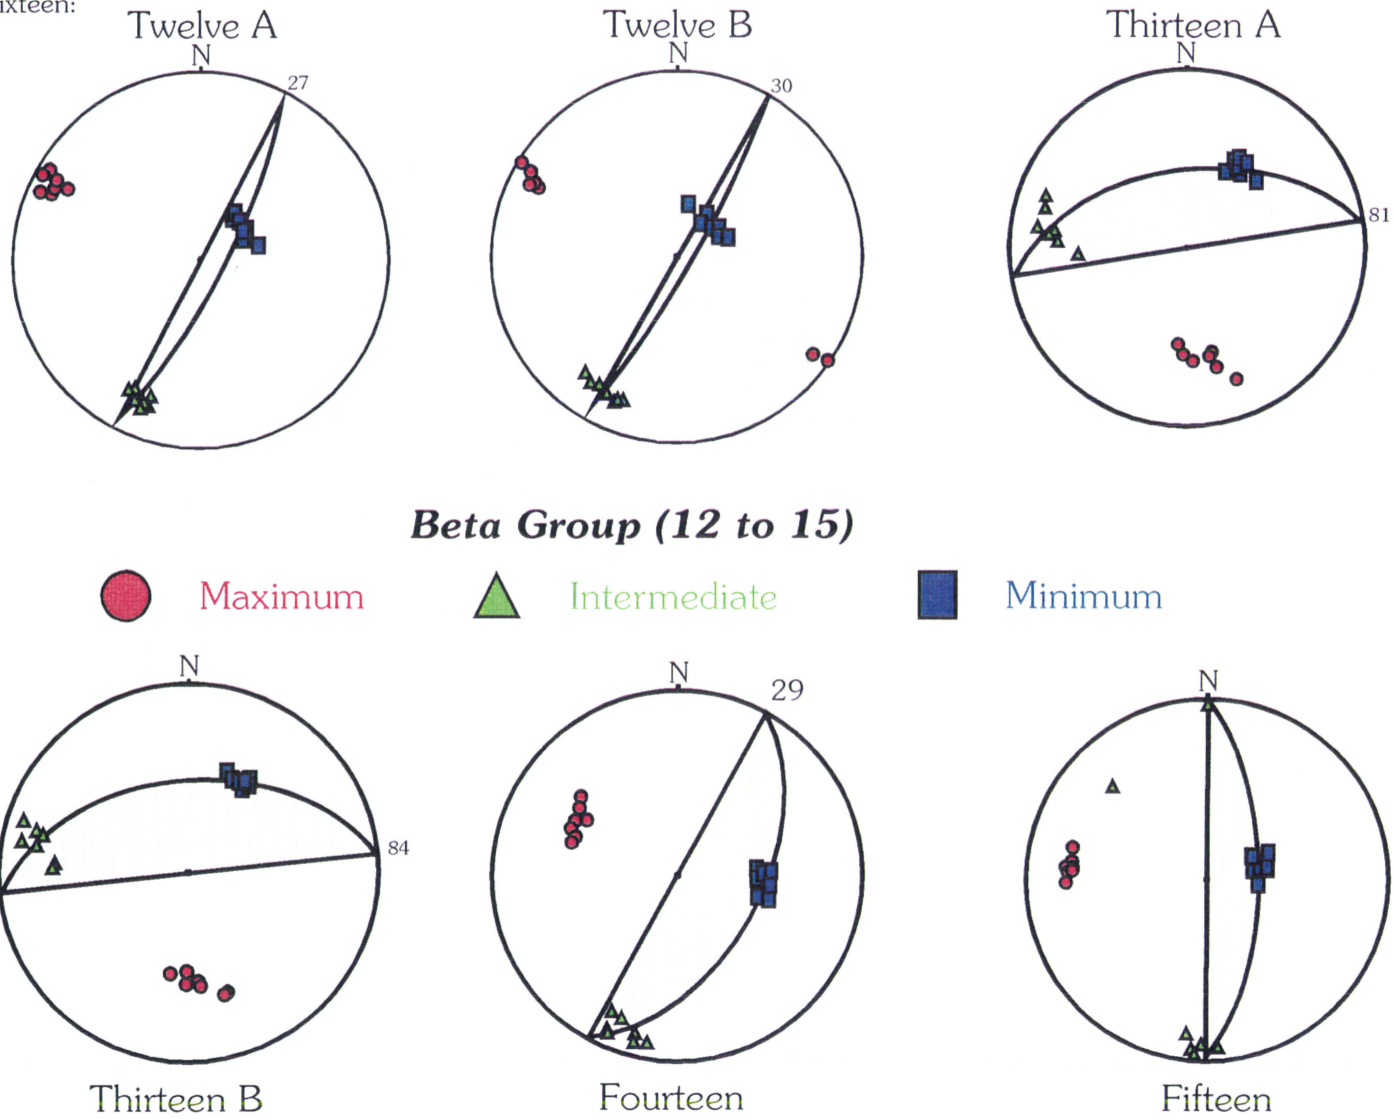 ixteen:
Twelve A
Twelve B
Thirteen A
N
N
N
27
30
81
Beta Group (12 to 15)
Maximum
Intermediate
Minimum
N
N
N
29
84
Thirteen B
Fourteen
Fifteen